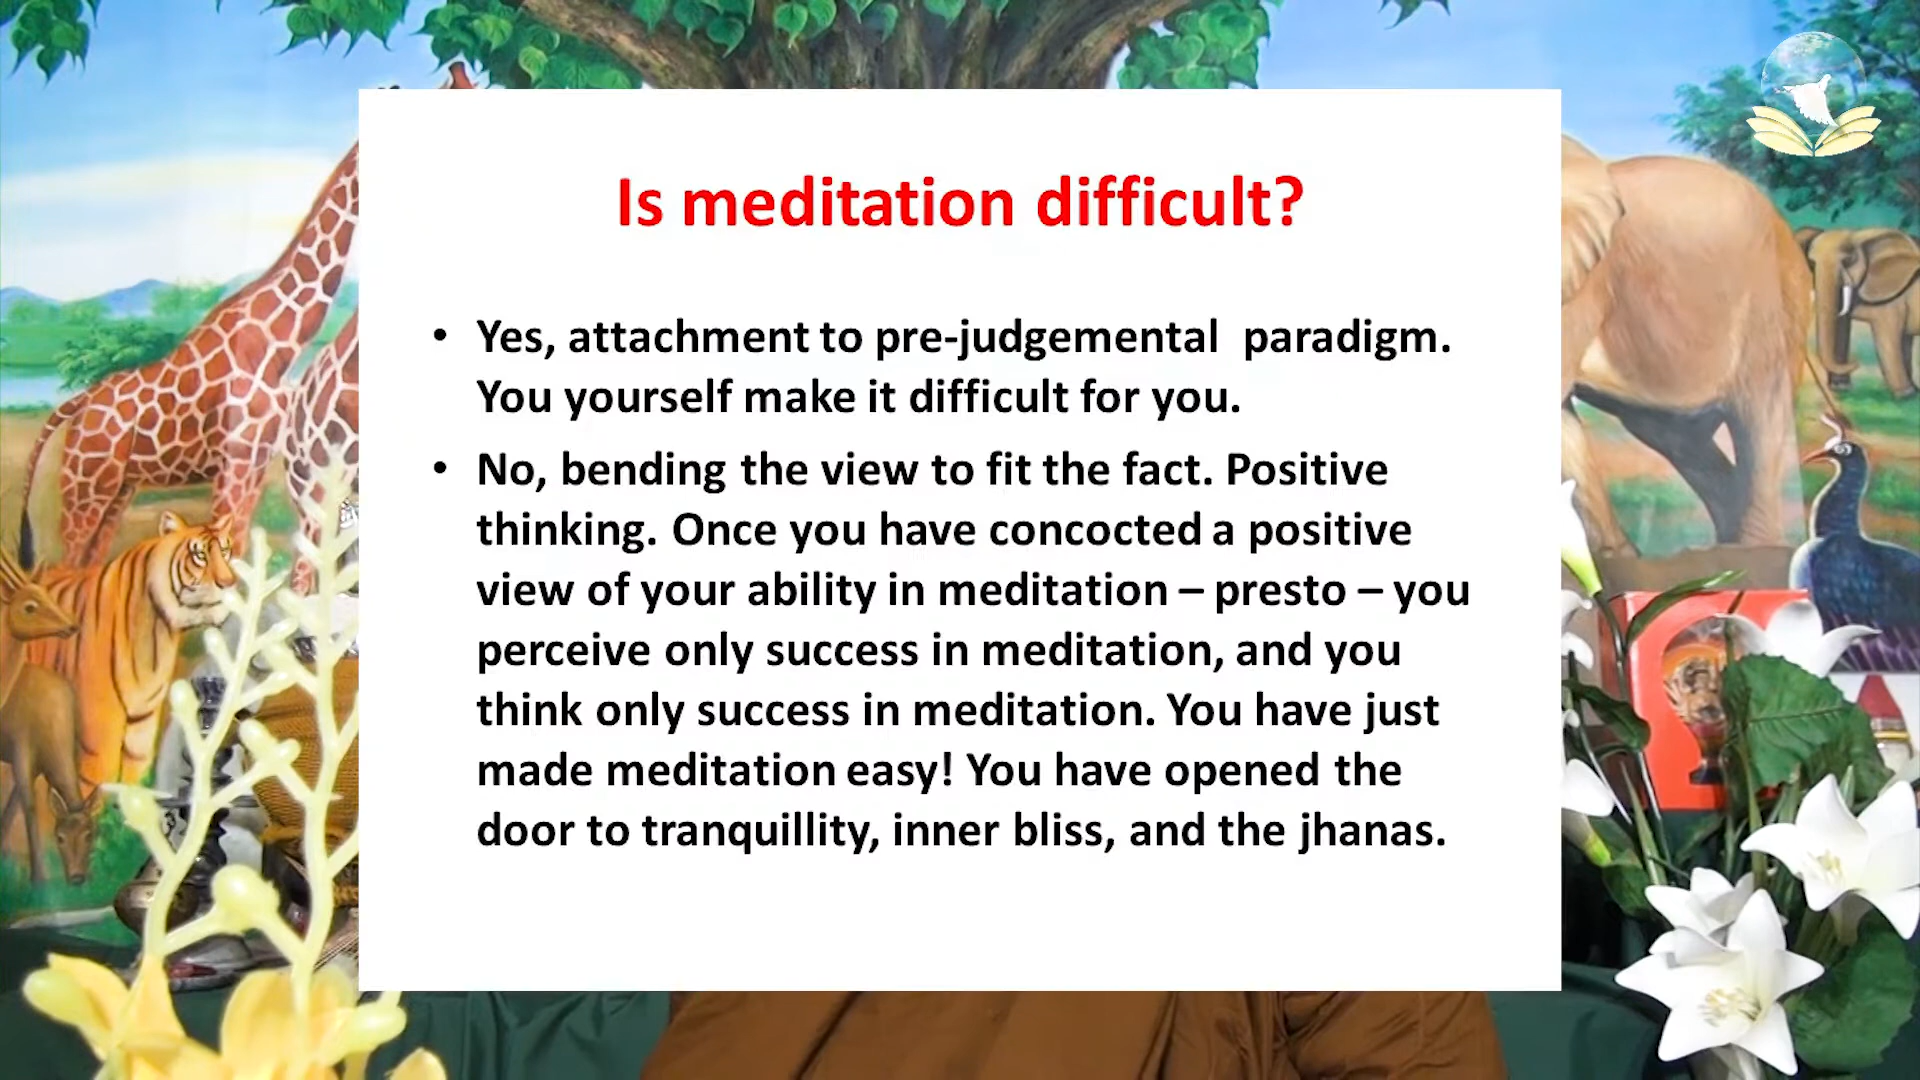 Is meditation difficult?
• Yes, attachment to pre-judgemental  paradigm.
You yourself make it difficult for you.
• No, bending the view to fit the fact. Positive
thinking. Once you have concocted a positive
view of your ability in meditation – presto – you
perceive only success in meditation, and you
think only success in meditation. You have just
made meditation easy! You have opened the
door to tranquillity, inner bliss, and the jhanas.